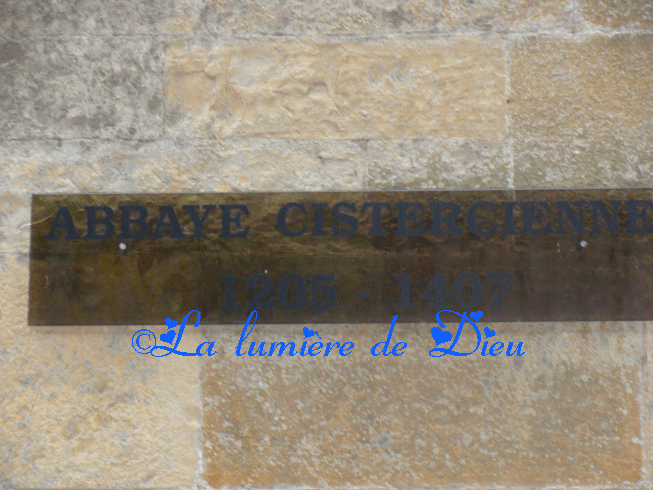 ABBAYE CISTERCIENNE
1205 - 1407
©La lumière de Dieu